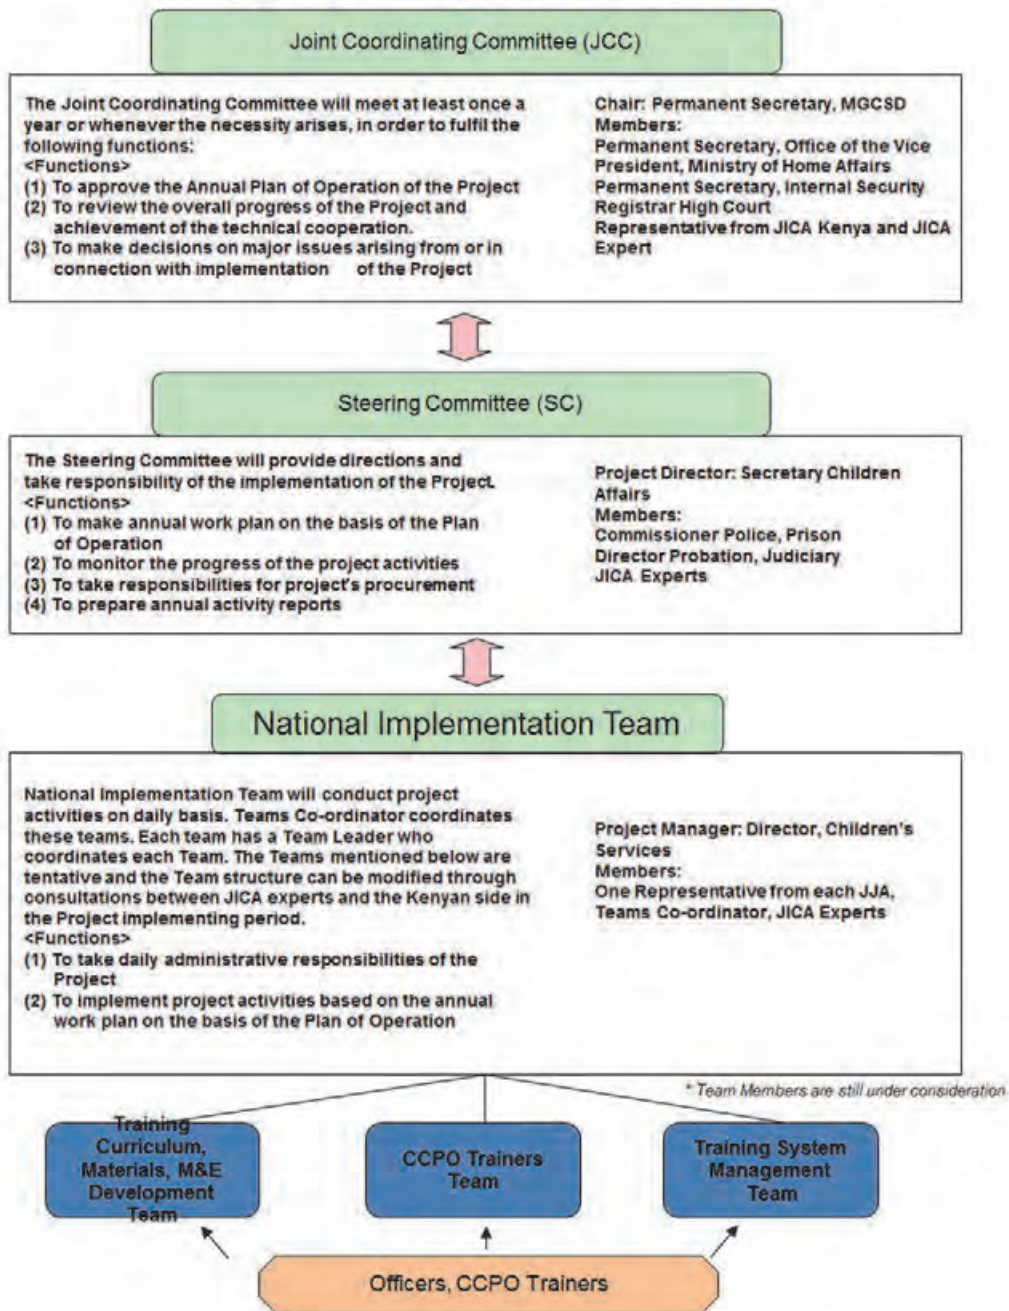 Joint Coordinating Committee (JCC)
The Joint Coordinating Committee will meet at least once a
year or whenever the necessity arises, in order to fulfil the
following functions:
<Functions>
(1) To approve the Annual Plan of Operation of the Project
(2) To review the overall progress of the Project and
achievement of the technical cooperation.
(3) To make decisions on major issues arising from or in
connection with implementation of the Project
Chair: Permanent Secretary, MGCSD
Members:
Permanent Secretary, Office of the Vice
President, Ministry of Home Affairs
Permanent Secretary, Internal Security
Registrar High Court
Representative from JICA Kenya and JICA
Expert
Steering Committee (SC)
The Steering Committee will provide directions and
take responsibility of the implementation of the Project.
<Functions>
(1) To make annual work plan on the basis of the Plan
of Operation
(2) To monitor the progress of the project activities
(3) To take responsibilities for project's procurement
(4) To prepare annual activity reports
Project Director: Secretary Children
Affairs
Members:
Commissioner Police, Prison
Director Probation, Judiciary
JICA Experts
National Implementation Team
National Implementation Team will conduct project
activities on daily basis. Teams Co-ordinator coordinates
these teams. Each team has a Team Leader who
coordinates each Team. The Teams mentioned below are
tentative and the Team structure can be modified through
consultations between JICA experts and the Kenyan side in
the Project implementing period.
<Functions>
(1) To take daily administrative responsibilities of the
Project
(2) To implement project activities based on the annual
work plan on the basis of the Plan of Operation
Project Manager: Director, Children's
Services
Members:
One Representative from each JJA,
Teams Co-ordinator, JICA Experts
* Team Members are still under consideration
Training
Curriculum,
Materials, M&E
Development
Team
CCPO Trainers
Team
Training System
Management
Team
Officers, CCPO Trainers